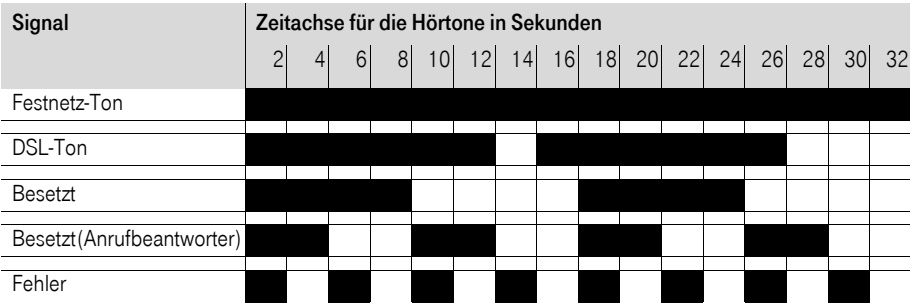 Signal Zeitachse für die Hörtone in Sekunden
2 4 6 8 10 12 14 16 18 20 22 24 26 28 30 32
Festnetz-Ton
DSL-Ton
Besetzt
Besetzt(Anrufbeantworter)
Fehler